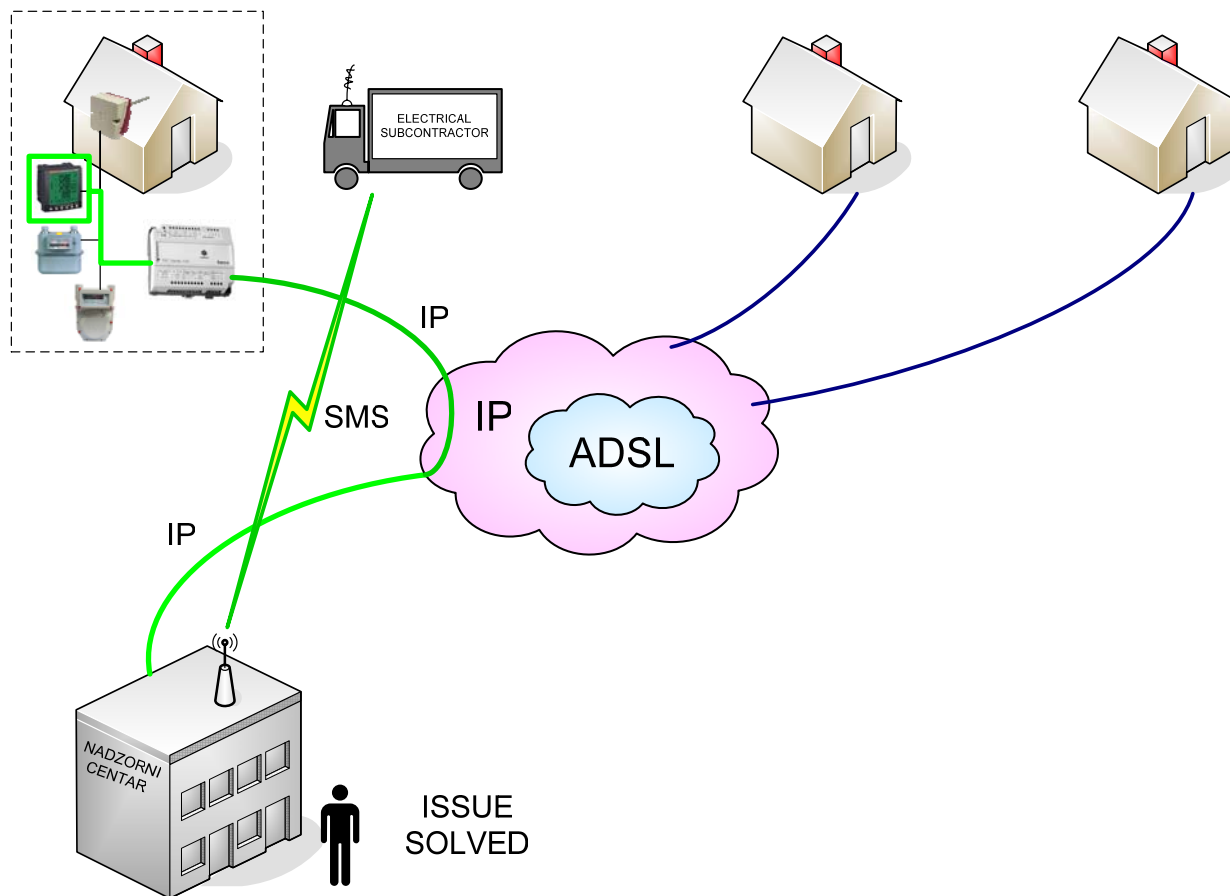 ELECTRICAL
SUBCONTRACTOR
IP
SMS
IP
ADSL
IP
NADZORNI
CENTAR
ISSUE
SOLVED